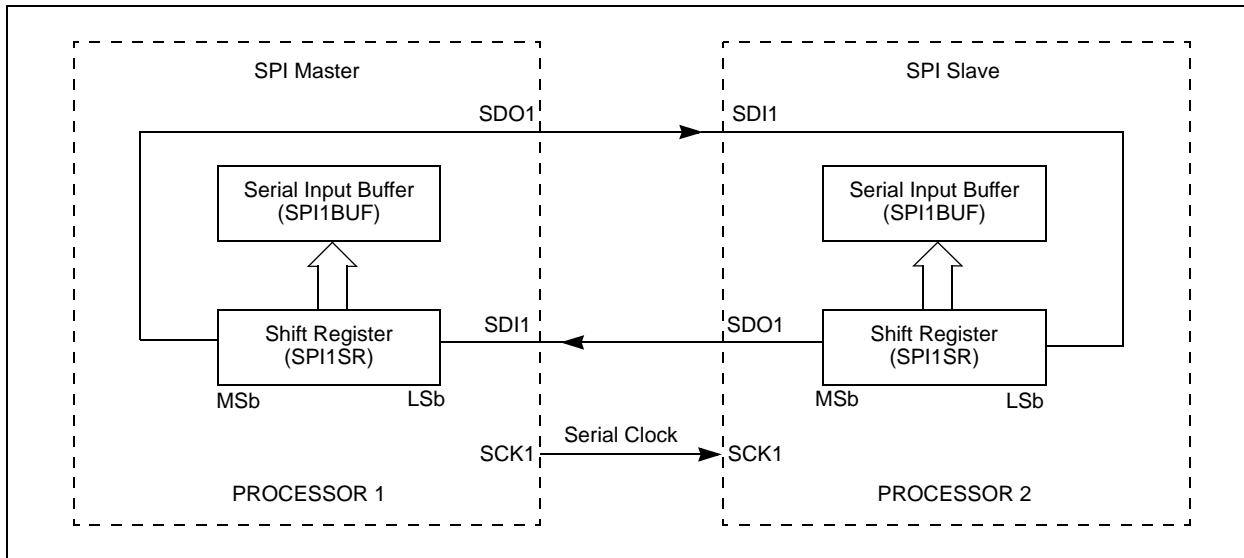 SPI Master
SPI Slave
SDO1
SDI1
Serial Input Buffer
(SPI1BUF)
Serial Input Buffer
(SPI1BUF)
Shift Register
(SPI1SR)
SDI1
SDO1
Shift Register
(SPI1SR)
MSb
LSb
MSb
LSb
Serial Clock
SCK1
SCK1
PROCESSOR 1
PROCESSOR 2